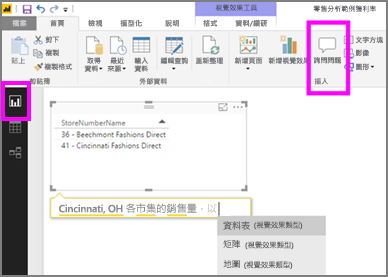 視覺效果工具
零售分析範例獲利率
檔案
首頁
檢視
模型化
說明
格式
資料/鑽研
貼上
剪下
複製
複製格式
剪貼簿
取得
資料
最近
來源
輸入
資料
編輯查詢
外部資料
重新整理
新增頁面
新增視覺效果
詢問問題
文字方塊
影像
圖形
插入
StoreNumberName
36 - Beechmont Fashions Direct
41 - Cincinnati Fashions Direct
Cincinnati, OH 各市集的銷售量，以
資料表 (視覺效果類型)
矩陣 (視覺效果類型)
地圖 (視覺效果類型)